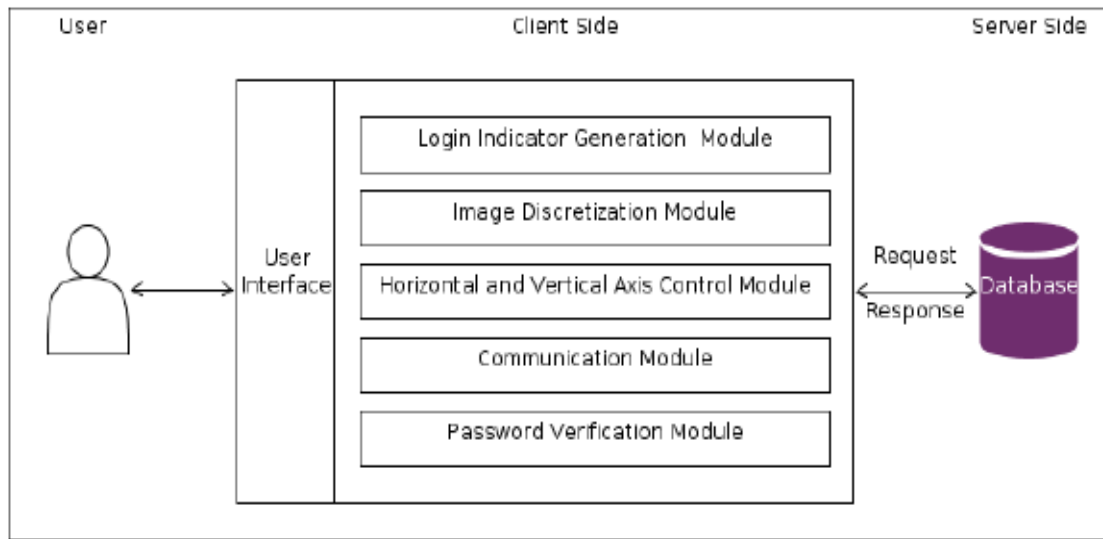 User
Client Side
Server Side
Login Indicator Generation Module
Image Discretization Module
User
Interface
Horizontal and Vertical Axis Control Module
Request
Response
Database
Communication Module
Password Verification Module